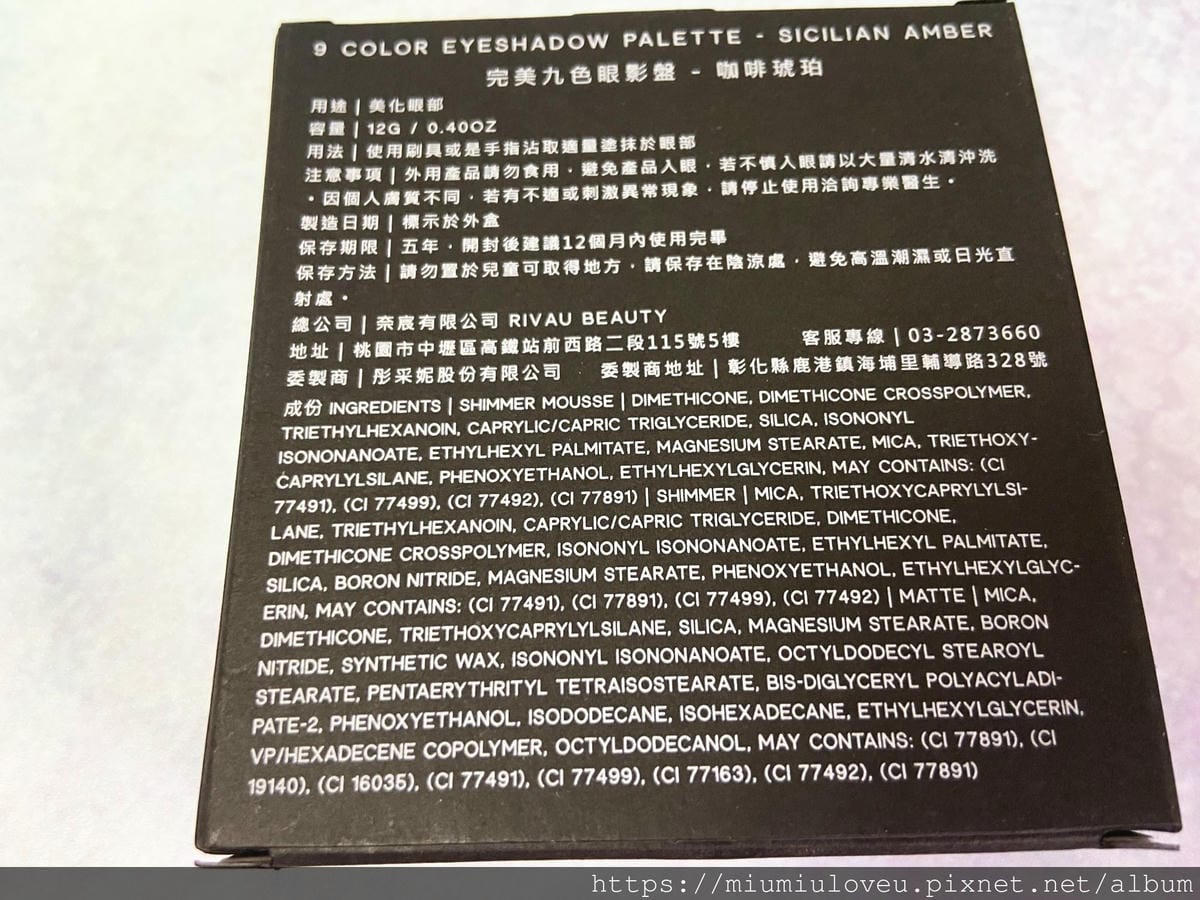 9 COLOR EYESHADOW PALETTE - SICILIAN AMBER
完美九色眼影盤 - 咖啡琥珀
用途 | 美化眼部
容量 | 12G / 0.40OZ
用法 | 使用刷具或是手指沾取適量塗抹於眼部
注意事項 | 外用產品請勿食用，避免產品入眼，若不慎入眼請以大量清水清沖洗
。因個人膚質不同，若有不適或刺激異常現象，請停止使用洽詢專業醫生。
製造日期 | 標示於外盒
保存期限 | 五年，開封後建議12個月內使用完畢
保存方法 | 請勿置於兒童可取得地方，請保存在陰涼處，避免高溫潮濕或日光直
射處。
總公司 | 奈宸有限公司 RIVAU BEAUTY
地址 | 桃園市中壢區高鐵站前西路二段115號5樓 客服專線 | 03-2873660
委製商 | 彤采妮股份有限公司 委製商地址 | 彰化縣鹿港鎮海埔里輔導路328號
成份 INGREDIENTS | SHIMMER MOUSSE | DIMETHICONE, DIMETHICONE CROSSPOLYMER,
TRIETHYLHEXANOIN, CAPRYLIC/CAPRIC TRIGLYCERIDE, SILICA, ISONONYL
ISONONANOATE, ETHYLHEXYL PALMITATE, MAGNESIUM STEARATE, MICA, TRIETHOXY-
CAPRYLYLSILANE, PHENOXYETHANOL, ETHYLHEXYLGLYCERIN, MAY CONTAINS: (CI
77491), (CI 77499), (CI 77492), (CI 77891) | SHIMMER | MICA, TRIETHOXYCAPRYLYLSI-
LANE, TRIETHYLHEXANOIN, CAPRYLIC/CAPRIC TRIGLYCERIDE, DIMETHICONE,
DIMETHICONE CROSSPOLYMER, ISONONYL ISONONANOATE, ETHYLHEXYL PALMITATE,
SILICA, BORON NITRIDE, MAGNESIUM STEARATE, PHENOXYETHANOL, ETHYLHEXYLGLYC-
ERIN, MAY CONTAINS: (CI 77491), (CI 77891), (CI 77499), (CI 77492) | MATTE | MICA,
DIMETHICONE, TRIETHOXYCAPRYLYLSILANE, SILICA, MAGNESIUM STEARATE, BORON
NITRIDE, SYNTHETIC WAX, ISONONYL ISONONANOATE, OCTYLDODECYL STEAROYL
STEARATE, PENTAERYTHRITYL TETRAISOSTEARATE, BIS-DIGLYCERYL POLYACYLADI-
PATE-2, PHENOXYETHANOL, ISODODECANE, ISOHEXADECANE, ETHYLHEXYLGLYCERIN,
VP/HEXADECENE COPOLYMER, OCTYLDODECANOL, MAY CONTAINS: (CI 77891), (CI
19140), (CI 16035), (CI 77491), (CI 77499), (CI 77163), (CI 77492), (CI 77891)
https://miumiuloveu.pixnet.net/album